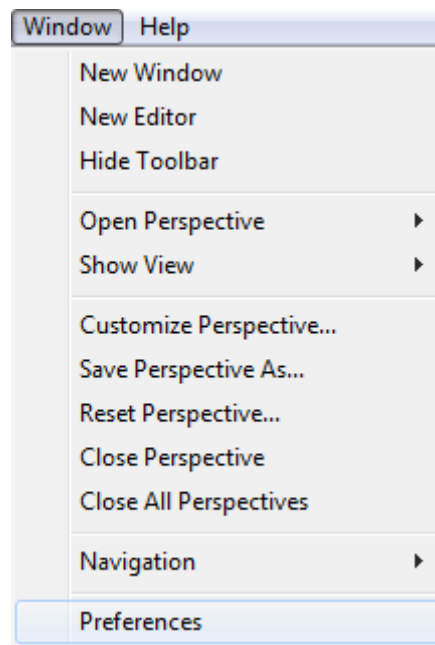 Window Help
New Window
New Editor
Hide Toolbar
Open Perspective
Show View
Customize Perspective...
Save Perspective As...
Reset Perspective...
Close Perspective
Close All Perspectives
Navigation
Preferences